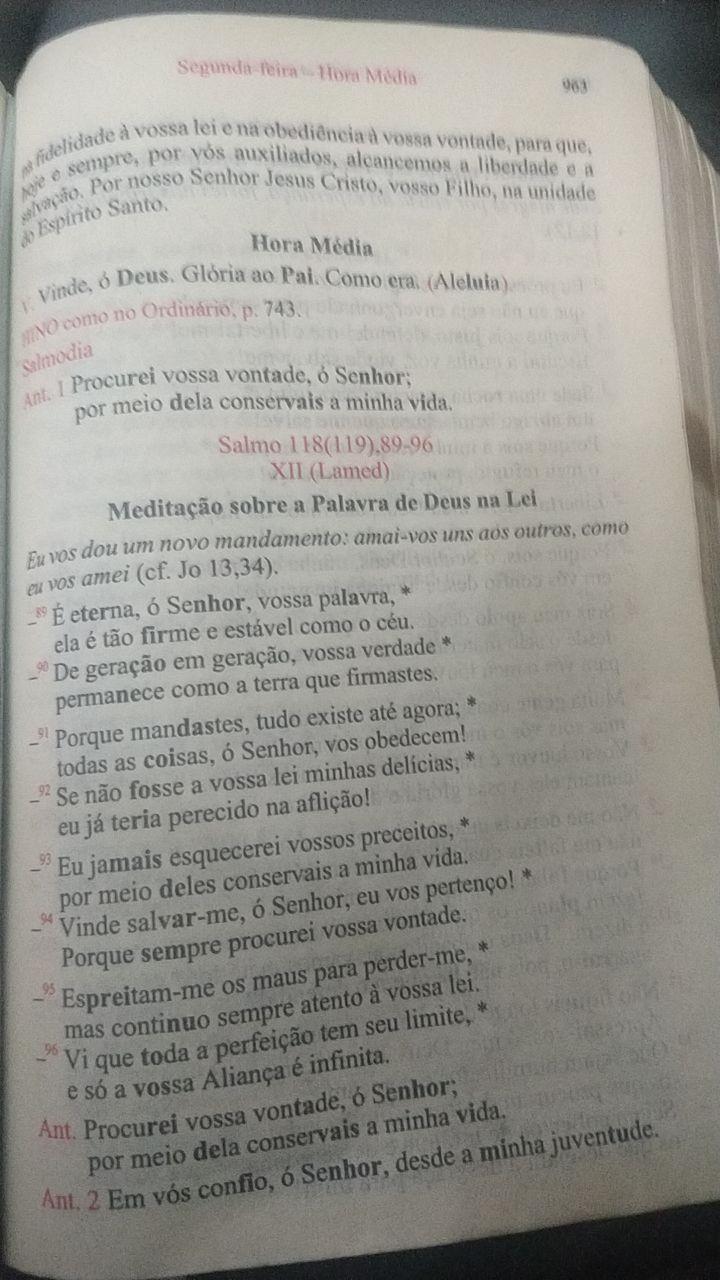 Segunda-feira – Hora Média
963
na fidelidade à vossa lei e na obediência à vossa vontade, para que,
hoje e sempre, por vós auxiliados, alcancemos a liberdade e a
salvação. Por nosso Senhor Jesus Cristo, vosso Filho, na unidade
do Espírito Santo.
Hora Média
V. Vinde, ó Deus. Glória ao Pai. Como era. (Aleluia).
HINO como no Ordinário, p. 743.
Salmodia
Ant. 1 Procurei vossa vontade, ó Senhor;
por meio dela conservais a minha vida.
Salmo 118(119),89-96
XII (Lamed)
Meditação sobre a Palavra de Deus na Lei
Eu vos dou um novo mandamento: amai-vos uns aos outros, como
eu vos amei (cf. Jo 13,34).
–89 É eterna, ó Senhor, vossa palavra, *
ela é tão firme e estável como o céu.
–90 De geração em geração, vossa verdade *
permanece como a terra que firmastes.
–91 Porque mandastes, tudo existe até agora; *
todas as coisas, ó Senhor, vos obedecem!
–92 Se não fosse a vossa lei minhas delícias, *
eu já teria perecido na aflição!
–93 Eu jamais esquecerei vossos preceitos, *
por meio deles conservais a minha vida.
–94 Vinde salvar-me, ó Senhor, eu vos pertenço! *
Porque sempre procurei vossa vontade.
–95 Espreitam-me os maus para perder-me, *
mas continuo sempre atento à vossa lei.
–96 Vi que toda a perfeição tem seu limite, *
e só a vossa Aliança é infinita.
Ant. Procurei vossa vontade, ó Senhor;
por meio dela conservais a minha vida.
Ant. 2 Em vós confio, ó Senhor, desde a minha juventude.